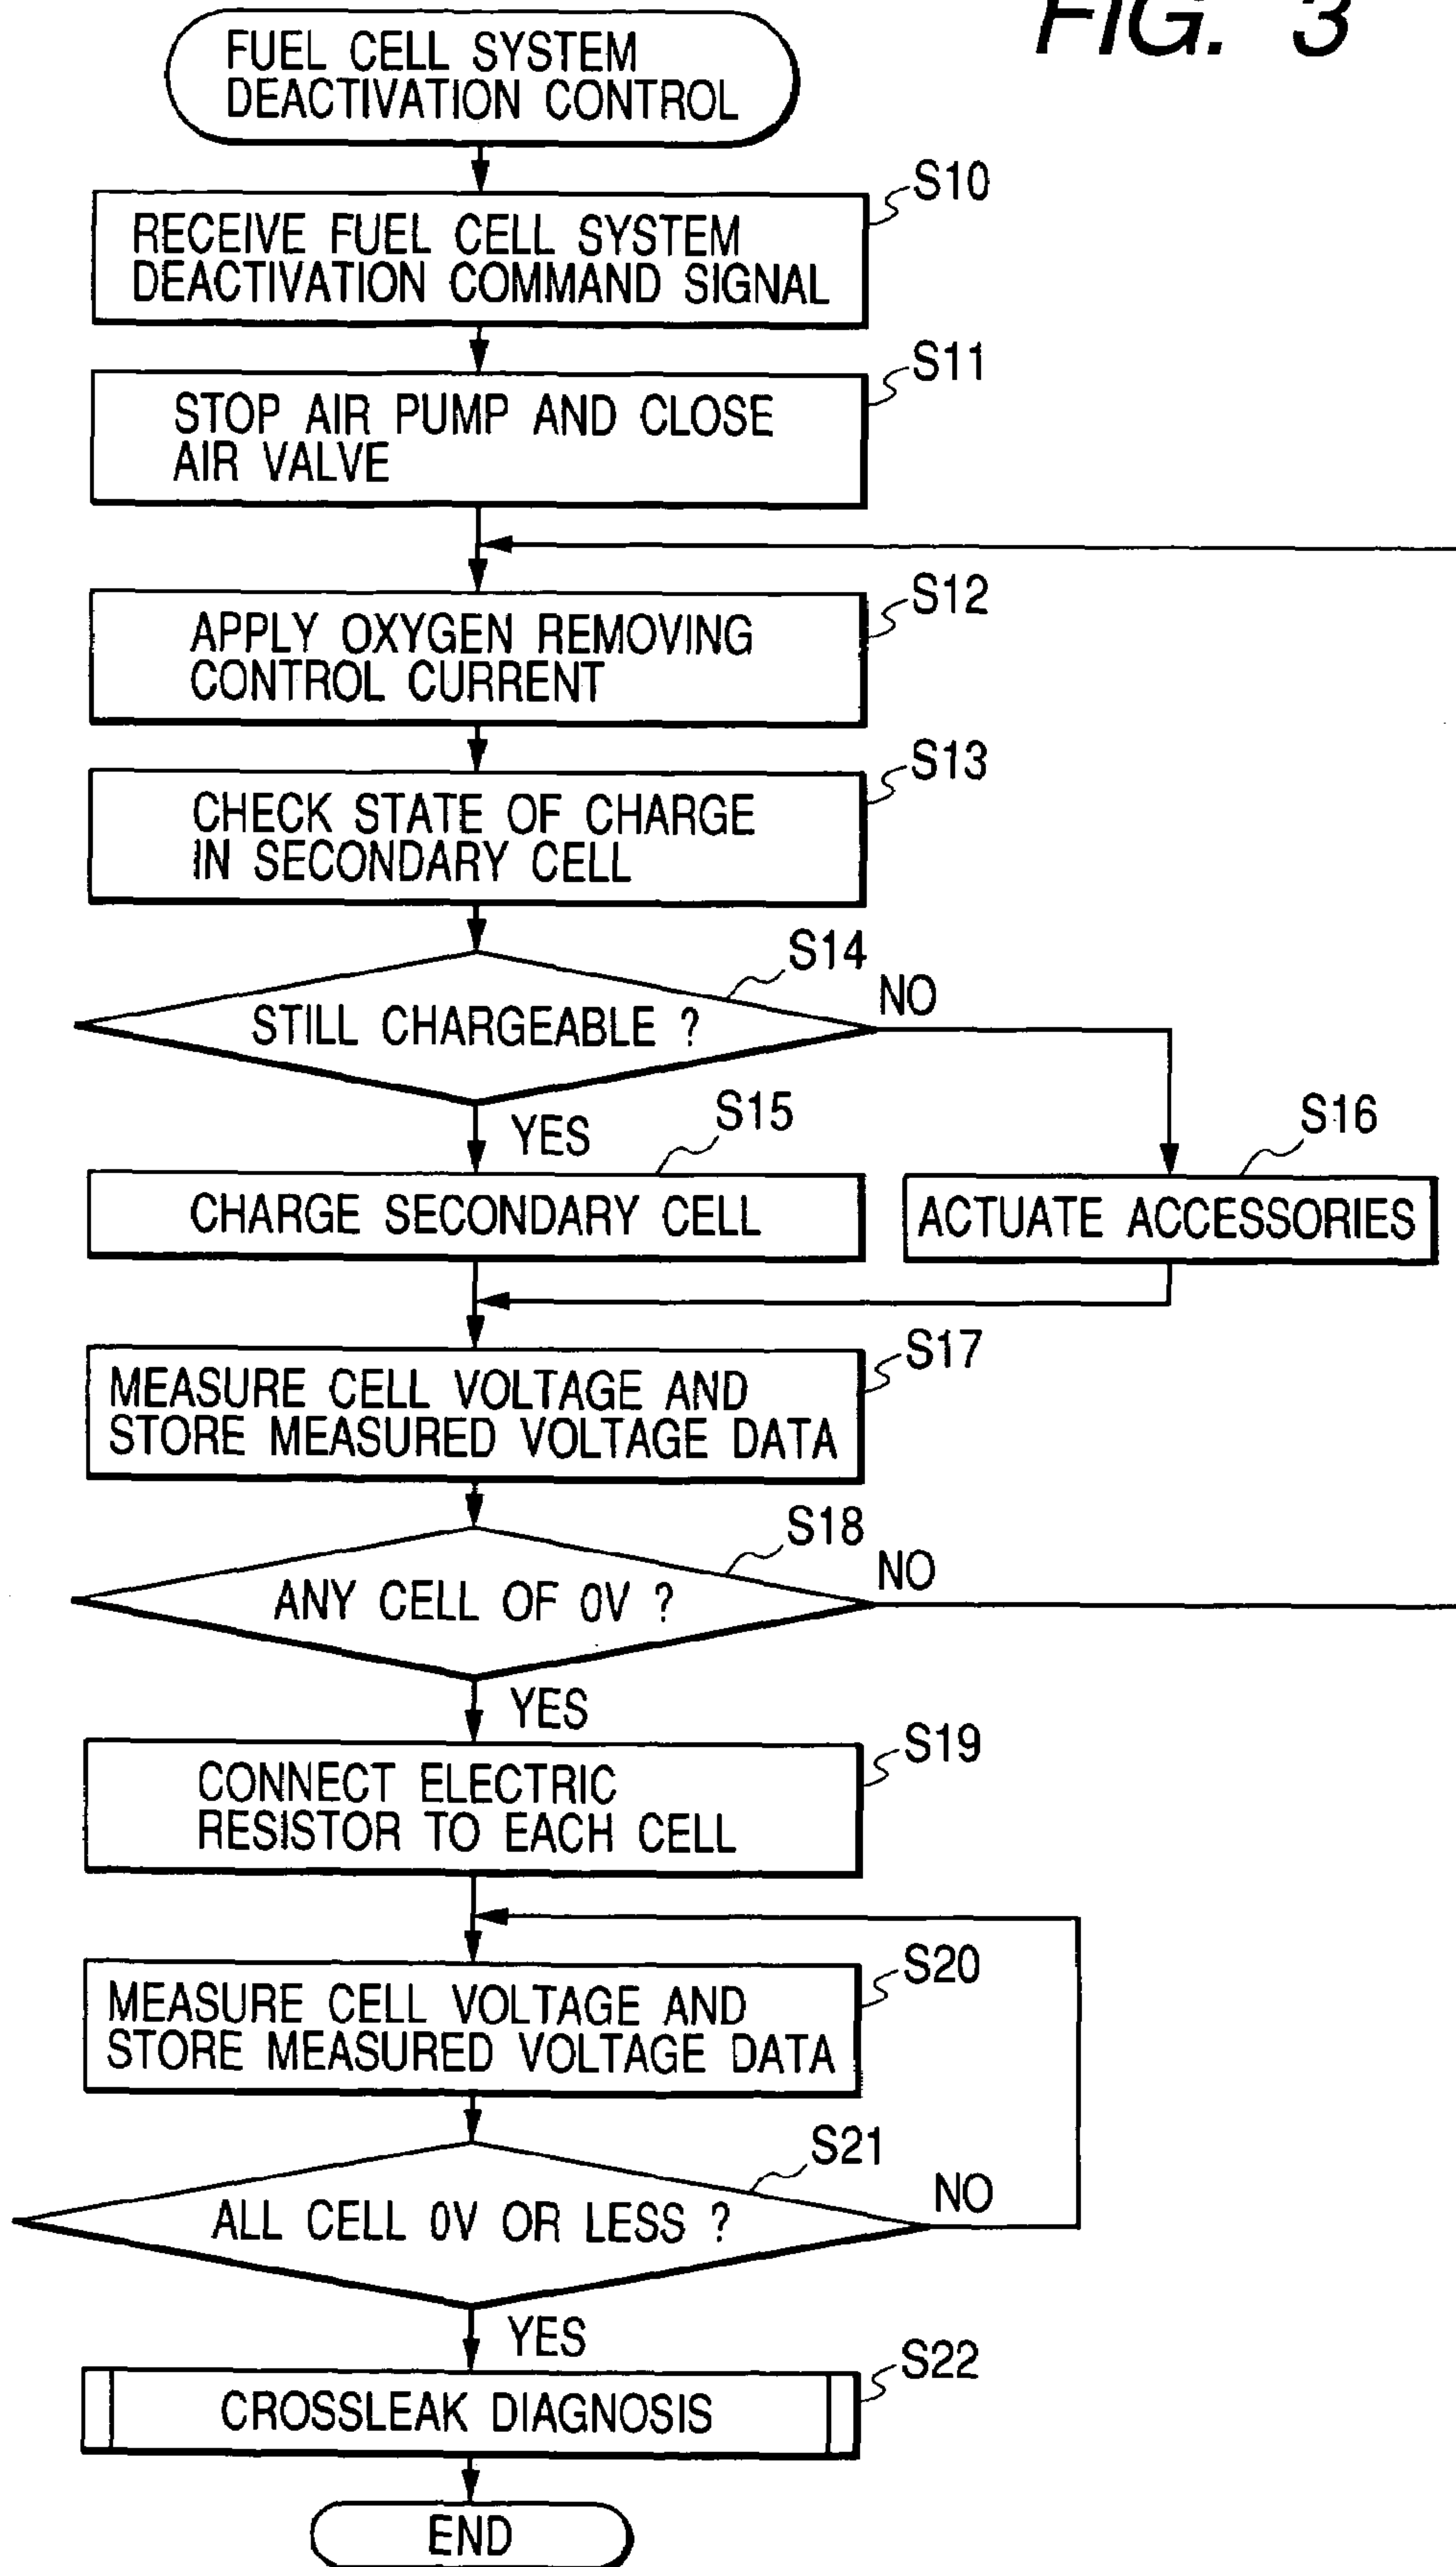 FIG. 3
FUEL CELL SYSTEM
DEACTIVATION CONTROL
S10
RECEIVE FUEL CELL SYSTEM
DEACTIVATION COMMAND SIGNAL
S11
STOP AIR PUMP AND CLOSE
AIR VALVE
S12
APPLY OXYGEN REMOVING
CONTROL CURRENT
S13
CHECK STATE OF CHARGE
IN SECONDARY CELL
S14
STILL CHARGEABLE ?
NO
YES
S15
CHARGE SECONDARY CELL
S16
ACTUATE ACCESSORIES
S17
MEASURE CELL VOLTAGE AND
STORE MEASURED VOLTAGE DATA
S18
ANY CELL OF 0V ?
NO
YES
S19
CONNECT ELECTRIC
RESISTOR TO EACH CELL
S20
MEASURE CELL VOLTAGE AND
STORE MEASURED VOLTAGE DATA
S21
ALL CELL 0V OR LESS ?
NO
YES
S22
CROSSLEAK DIAGNOSIS
END